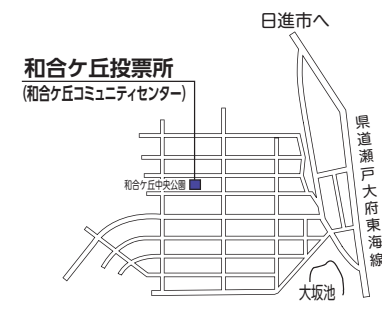 日進市へ
和合ケ丘投票所
(和合ケ丘コミュニティセンター)
和合ケ丘中央公園
県道瀬戸大府東海線
大坂池